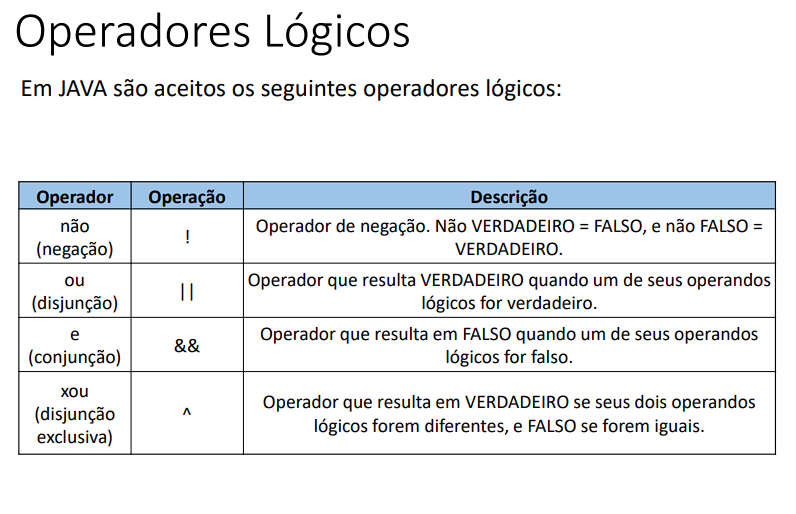 Operadores Lógicos
Em JAVA são aceitos os seguintes operadores lógicos:
Operador Operação Descrição
não
(negação)
!
Operador de negação. Não VERDADEIRO = FALSO, e não FALSO =
VERDADEIRO.
ou
(disjunção)
||
Operador que resulta VERDADEIRO quando um de seus operandos
lógicos for verdadeiro.
e
(conjunção)
&&
Operador que resulta em FALSO quando um de seus operandos
lógicos for falso.
xou
(disjunção
exclusiva)
^
Operador que resulta em VERDADEIRO se seus dois operandos
lógicos forem diferentes, e FALSO se forem iguais.